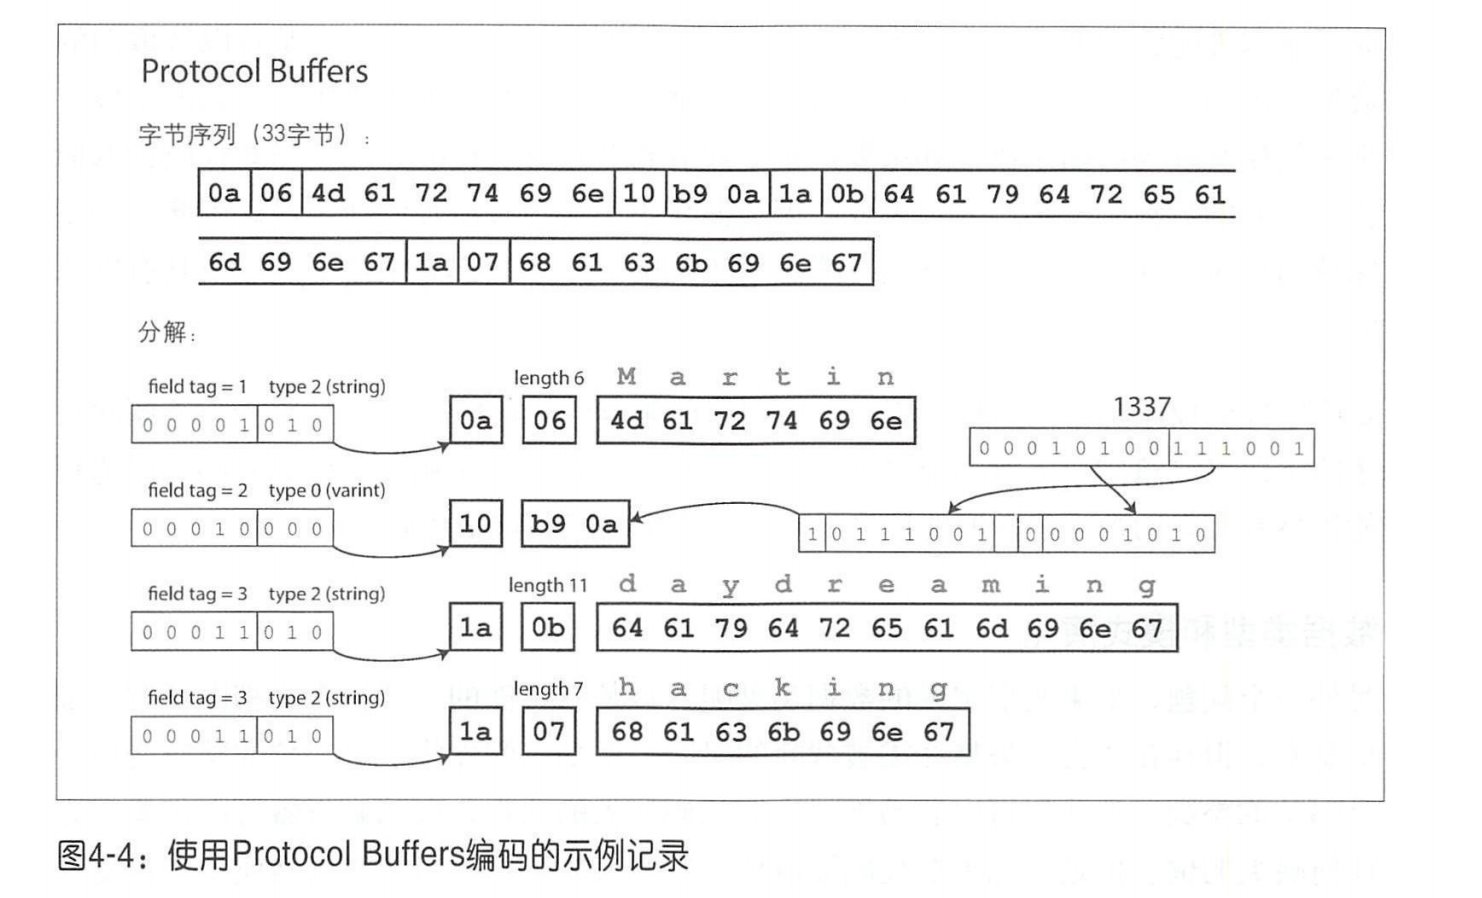 Protocol Buffers
字节序列（33字节）：
0a 06 4d 61 72 74 69 6e 10 b9 0a 1a 0b 64 61 79 64 72 65 61
6d 69 6e 67 1a 07 68 61 63 6b 69 6e 67
分解：
field tag = 1 type 2 (string)
0 0 0 0 1 0 1 0
0a
length 6
06
M a r t i n
4d 61 72 74 69 6e
1337
0 0 0 1 0 1 0 0 1 1 1 0 0 1
field tag = 2 type 0 (varint)
0 0 0 1 0 0 0 0
10
b9 0a
1 0 1 1 1 0 0 1 0 0 0 0 1 0 1 0
field tag = 3 type 2 (string)
0 0 0 1 1 0 1 0
1a
length 11
0b
d a y d r e a m i n g
64 61 79 64 72 65 61 6d 69 6e 67
field tag = 3 type 2 (string)
0 0 0 1 1 0 1 0
1a
length 7
07
h a c k i n g
68 61 63 6b 69 6e 67
图4-4：使用Protocol Buffers编码的示例记录